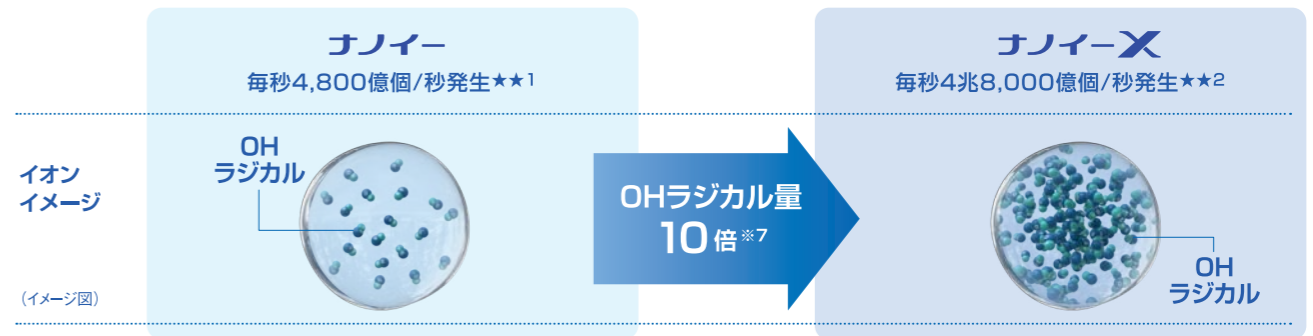 ナノイー
毎秒4,800億個/秒発生★★1
ナノイーX
毎秒4兆8,000億個/秒発生★★2
イオン
イメージ
(イメージ図)
OH
ラジカル
OHラジカル量
10倍※7
OH
ラジカル